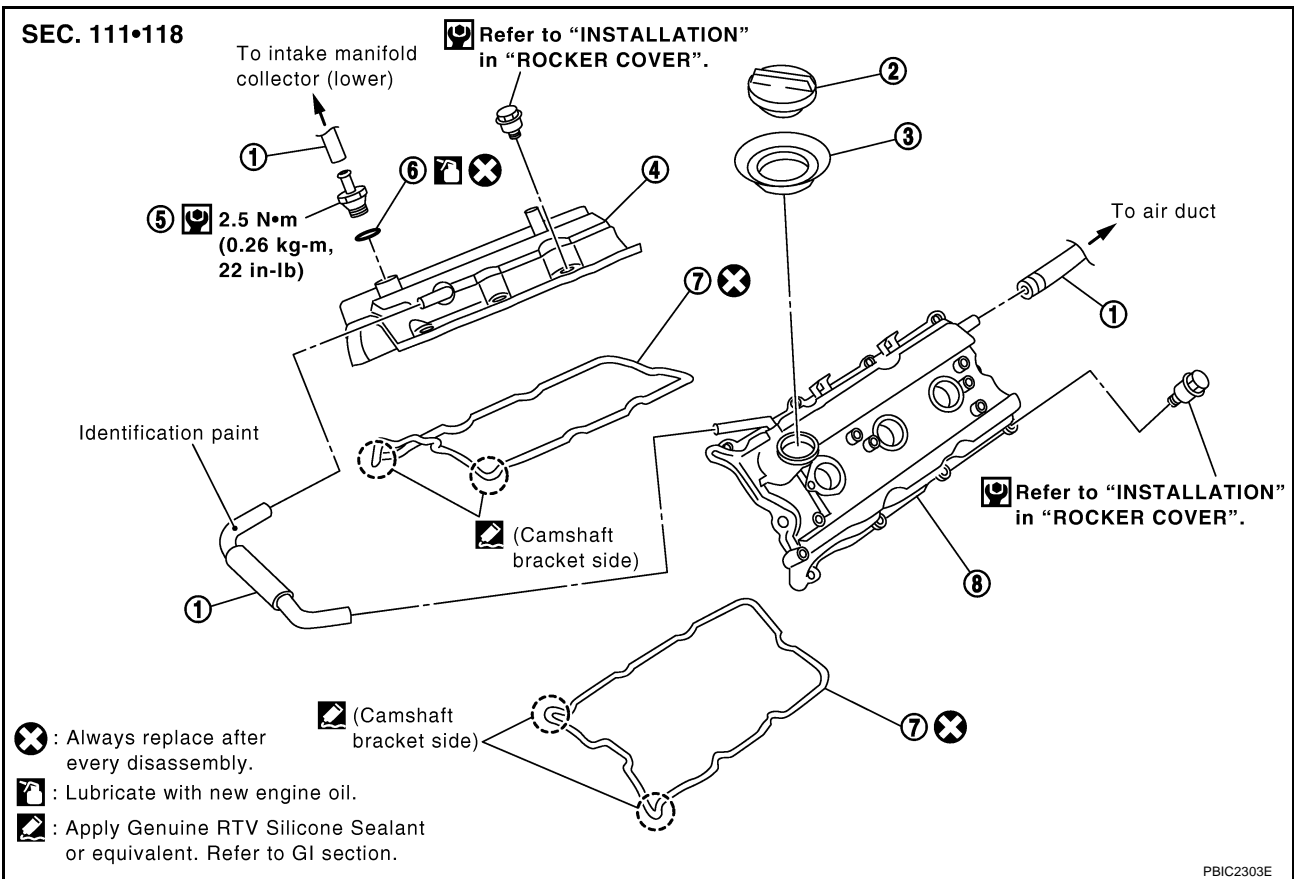 SEC. 111•118
To intake manifold
collector (lower)
Refer to “INSTALLATION”
in “ROCKER COVER”.
2
3
1
6
4
5 2.5 N•m
(0.26 kg-m,
22 in-lb)
To air duct
7
1
Identification paint
(Camshaft
bracket side)
Refer to “INSTALLATION”
in “ROCKER COVER”.
8
1
(Camshaft
bracket side)
7
: Always replace after
every disassembly.
: Lubricate with new engine oil.
: Apply Genuine RTV Silicone Sealant
or equivalent. Refer to GI section.
PBIC2303E